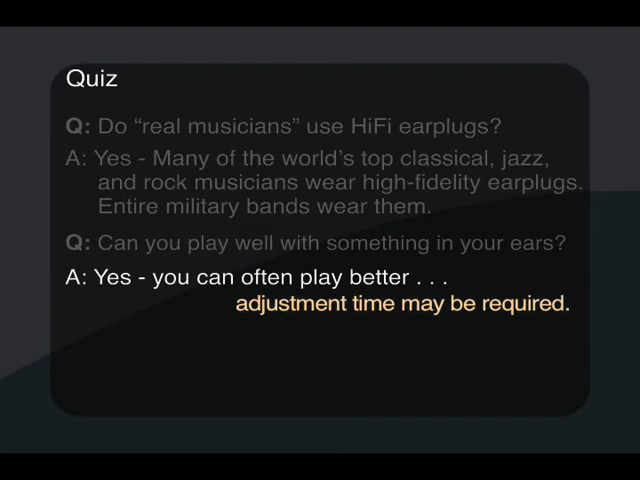 Quiz
Q: Do “real musicians” use HiFi earplugs?
A: Yes - Many of the world’s top classical, jazz,
and rock musicians wear high-fidelity earplugs.
Entire military bands wear them.
Q: Can you play well with something in your ears?
A: Yes - you can often play better . . .
adjustment time may be required.